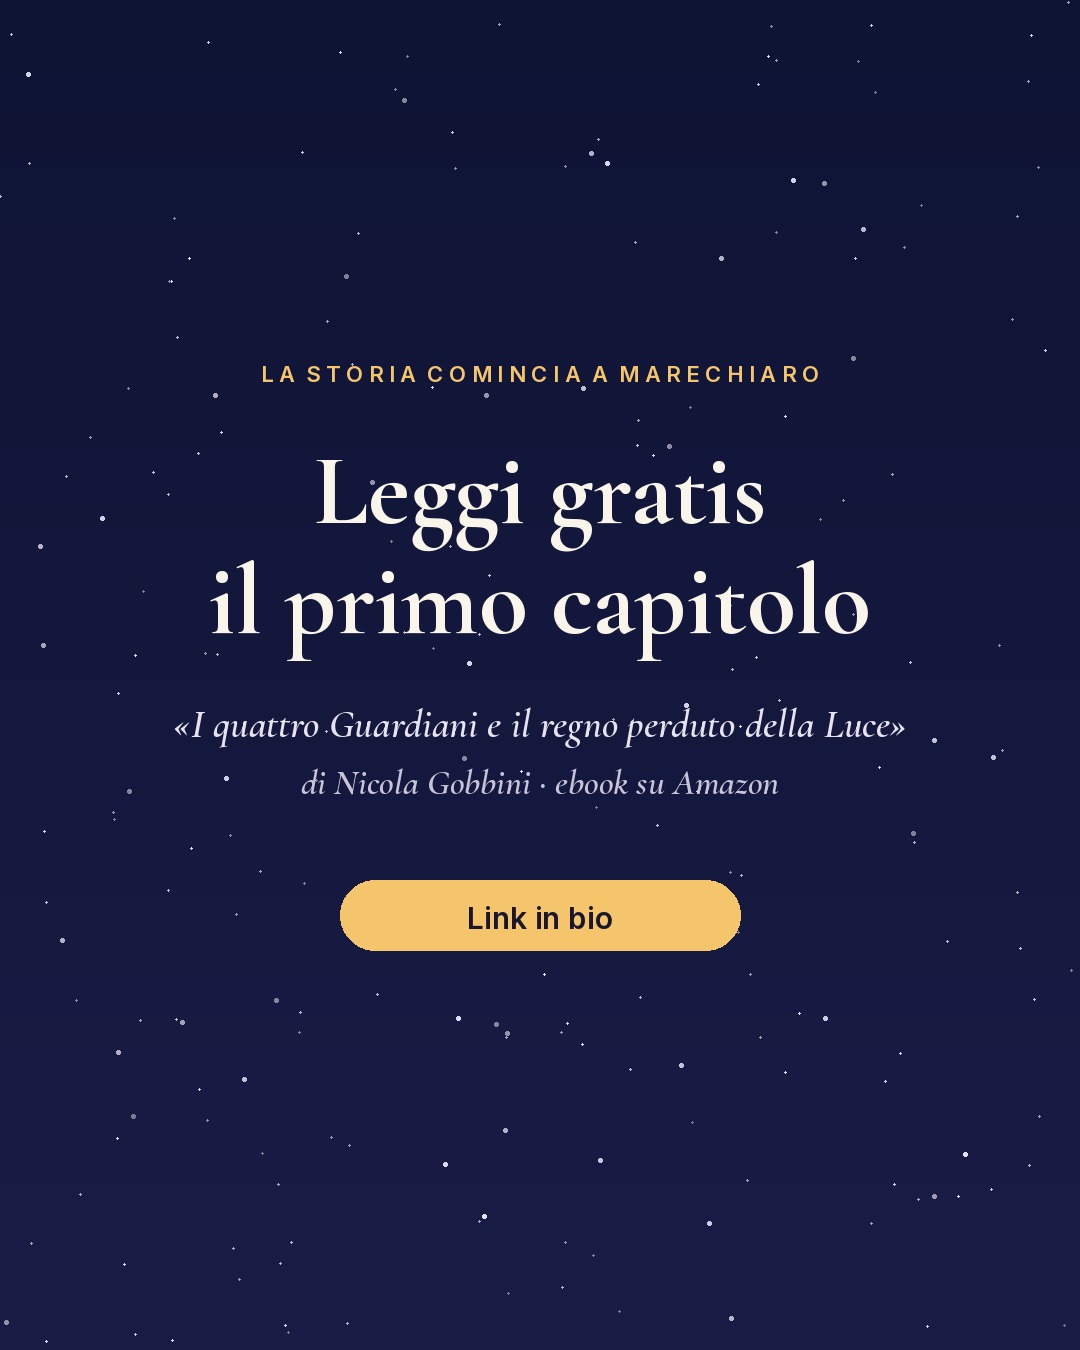 LA STORIA COMINCIA A MARECHIARO
Leggi gratis
il primo capitolo
«I quattro Guardiani e il regno perduto della Luce»
di Nicola Gobbini · ebook su Amazon
Link in bio